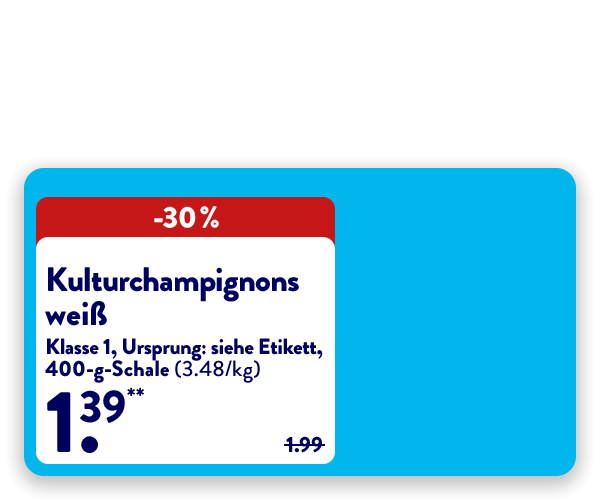 -30%
Kulturchampignons
weiß
Klasse 1, Ursprung: siehe Etikett,
400-g-Schale (3.48/kg)
1.39**
1.99